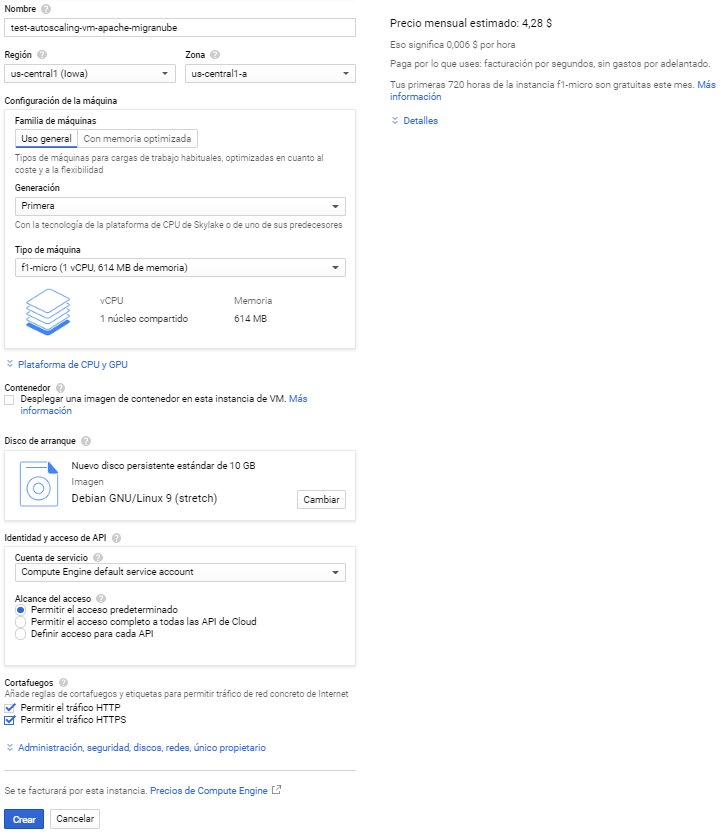 Nombre
test-autoscaling-vm-apache-migranube
Región
Zona
us-central1 (Iowa)
us-central1-a
Configuración de la máquina
Familia de máquinas
Uso general
Con memoria optimizada
Tipos de máquinas para cargas de trabajo habituales, optimizadas en cuanto al
coste y a la flexibilidad
Generación
Primera
Con la tecnología de la plataforma de CPU de Skylake o de uno de sus predecesores
Tipo de máquina
f1-micro (1 vCPU, 614 MB de memoria)
vCPU
Memoria
1 núcleo compartido
614 MB
Plataforma de CPU y GPU
Contenedor
Desplegar una imagen de contenedor en esta instancia de VM. Más
información
Disco de arranque
Nuevo disco persistente estándar de 10 GB
Imagen
Debian GNU/Linux 9 (stretch)
Cambiar
Identidad y acceso de API
Cuenta de servicio
Compute Engine default service account
Alcance del acceso
Permitir el acceso predeterminado
Permitir el acceso completo a todas las API de Cloud
Definir acceso para cada API
Cortafuegos
Añade reglas de cortafuegos y etiquetas para permitir tráfico de red concreto de Internet
Permitir el tráfico HTTP
Permitir el tráfico HTTPS
Administración, seguridad, discos, redes, único propietario
Se te facturará por esta instancia. Precios de Compute Engine
Crear
Cancelar
Precio mensual estimado: 4,28 $
Eso significa 0,006 $ por hora
Paga por lo que uses: facturación por segundos, sin gastos por adelantado.
Tus primeras 720 horas de la instancia f1-micro son gratuitas este mes. Más
información
Detalles